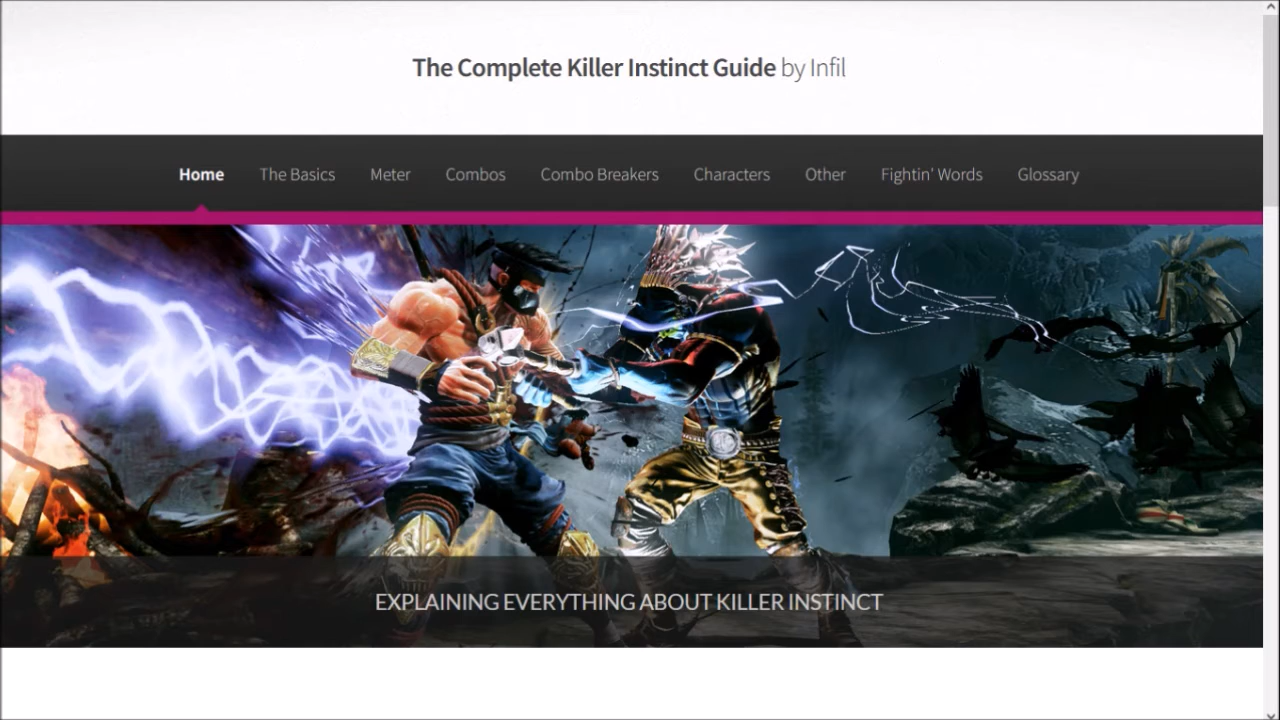 The Complete Killer Instinct Guide by Infil
Home The Basics Meter Combos Combo Breakers Characters Other Fightin' Words Glossary
EXPLAINING EVERYTHING ABOUT KILLER INSTINCT